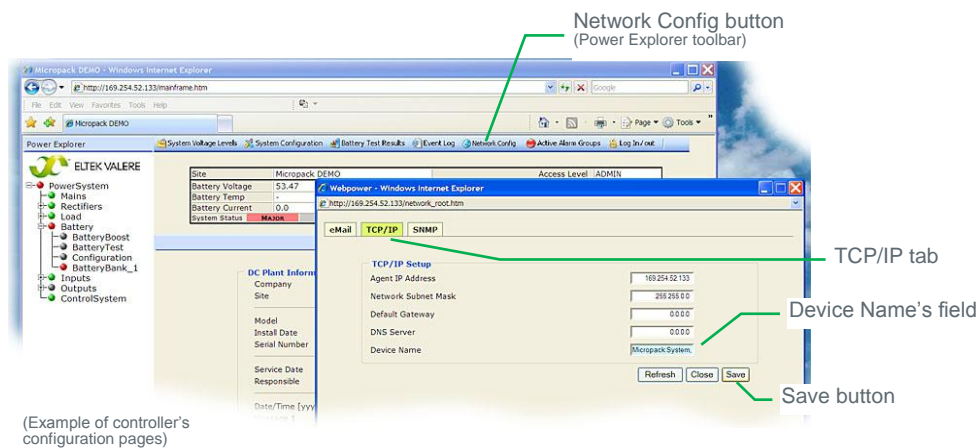 Network Config button
(Power Explorer toolbar)
Micropack DEMO - Windows Internet Explorer
http://169.254.52.133/mainframe.htm
Google
File Edit View Favorites Tools Help
Micropack DEMO
Page Tools
Power Explorer
System Voltage Levels System Configuration Battery Test Results Event Log Network Config Active Alarm Groups Log In/out
ELTEK VALERE
PowerSystem
Mains
Rectifiers
Load
Battery
BatteryBoost
BatteryTest
Configuration
BatteryBank_1
Inputs
Outputs
ControlSystem
Site Micropack DEMO Access Level ADMIN
Battery Voltage 53.47
Battery Temp -
Battery Current 0.0
System Status MAJOR
DC Plant Inform
Company
Site
Model
Install Date
Serial Number
Service Date
Responsible
Date/Time [yyy
Webpower - Windows Internet Explorer
http://169.254.52.133/network_root.htm
eMail TCP/IP SNMP
TCP/IP Setup
Agent IP Address 169.254.52.133
Network Subnet Mask 255.255.0.0
Default Gateway 0.0.0.0
DNS Server 0.0.0.0
Device Name Micropack System,
Refresh Close Save
TCP/IP tab
Device Name's field
Save button
(Example of controller's
configuration pages)